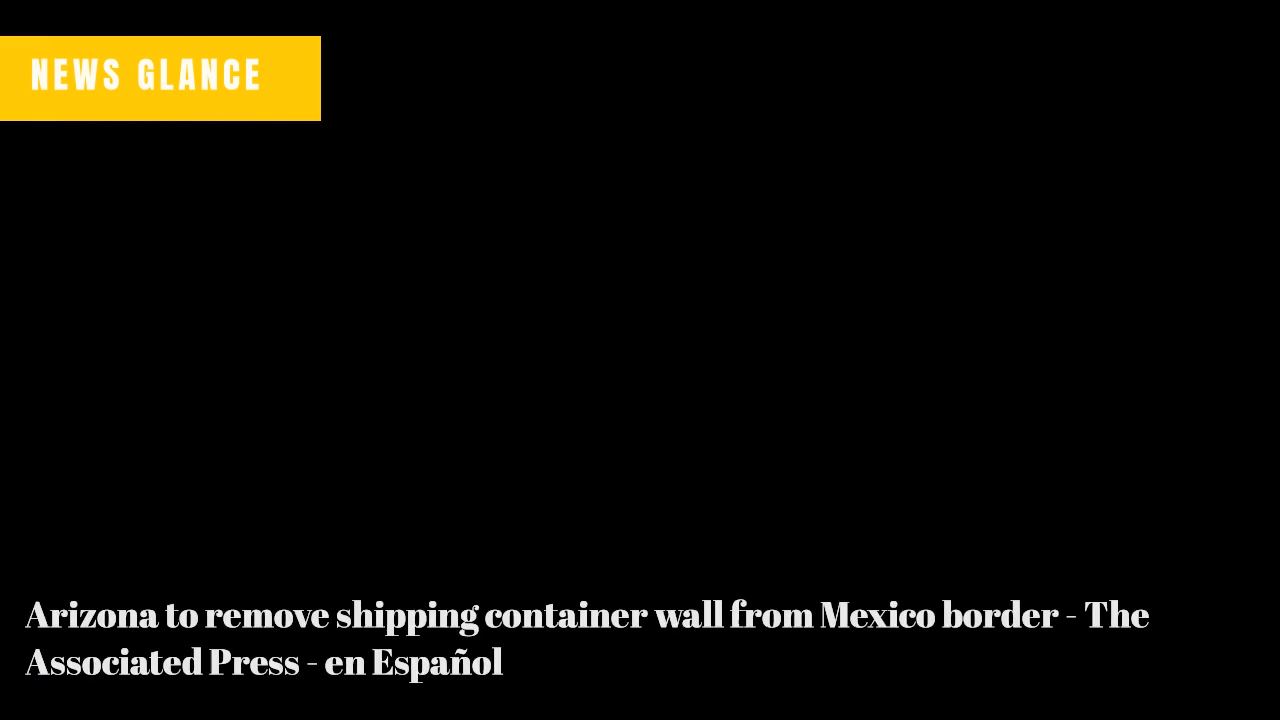 NEWS GLANCE
Arizona to remove shipping container wall from Mexico border - The
Associated Press - en Español